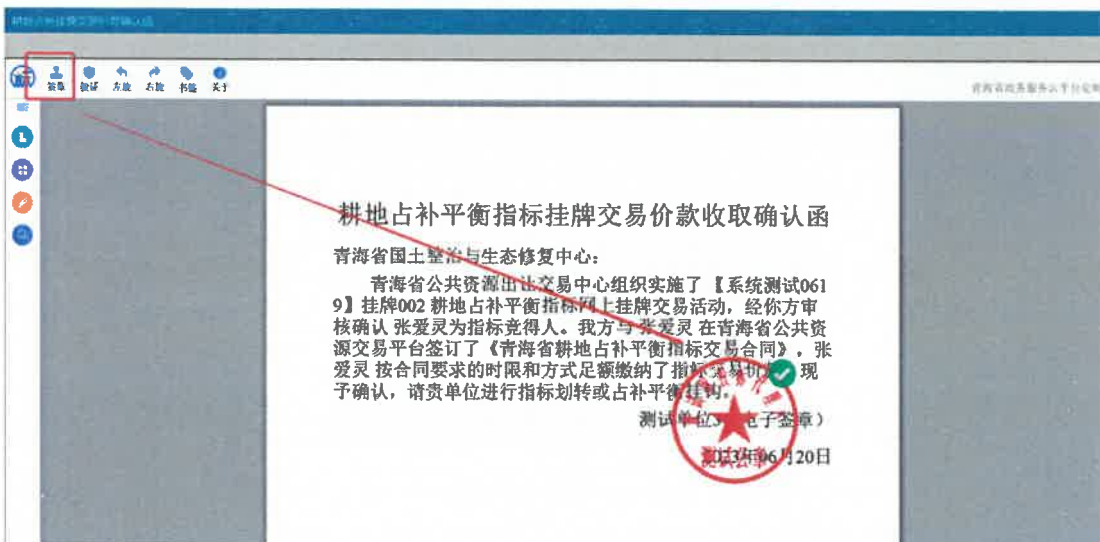 签章 验证 左旋 右旋 书签 关于
耕地占补平衡指标挂牌交易价款收取确认函
青海省国土整治与生态修复中心：
青海省公共资源出让交易中心组织实施了【系统测试061
9】挂牌002 耕地占补平衡指标网上挂牌交易活动，经你方审
核确认 张爱灵为指标竞得人。我方与 张爱灵 在青海省公共资
源交易平台签订了《青海省耕地占补平衡指标交易合同》，张
爱灵 按合同要求的时限和方式足额缴纳了指标交易价 现
予确认，请贵单位进行指标划转或占补平衡挂钩。
测试单位 电子签章）
2023年06月20日